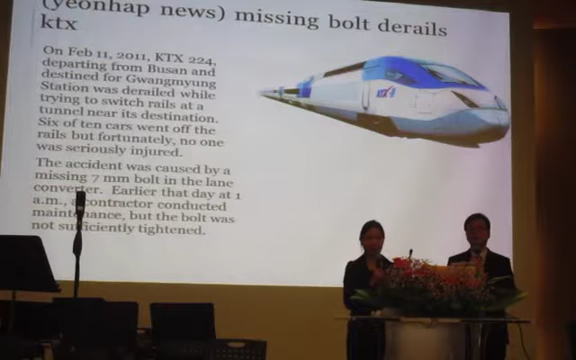 (yeonhap news) missing bolt derails
ktx
On Feb 11, 2011, KTX 224,
departing from Busan and
destined for Gwangmyung
Station was derailed while
trying to switch rails at a
tunnel near its destination.
Six of ten cars went off the
rails but fortunately, no one
was seriously injured.
The accident was caused by a
missing 7 mm bolt in the lane
converter. Earlier that day at 1
a.m., a contractor conducted
maintenance, but the bolt was
not sufficiently tightened.